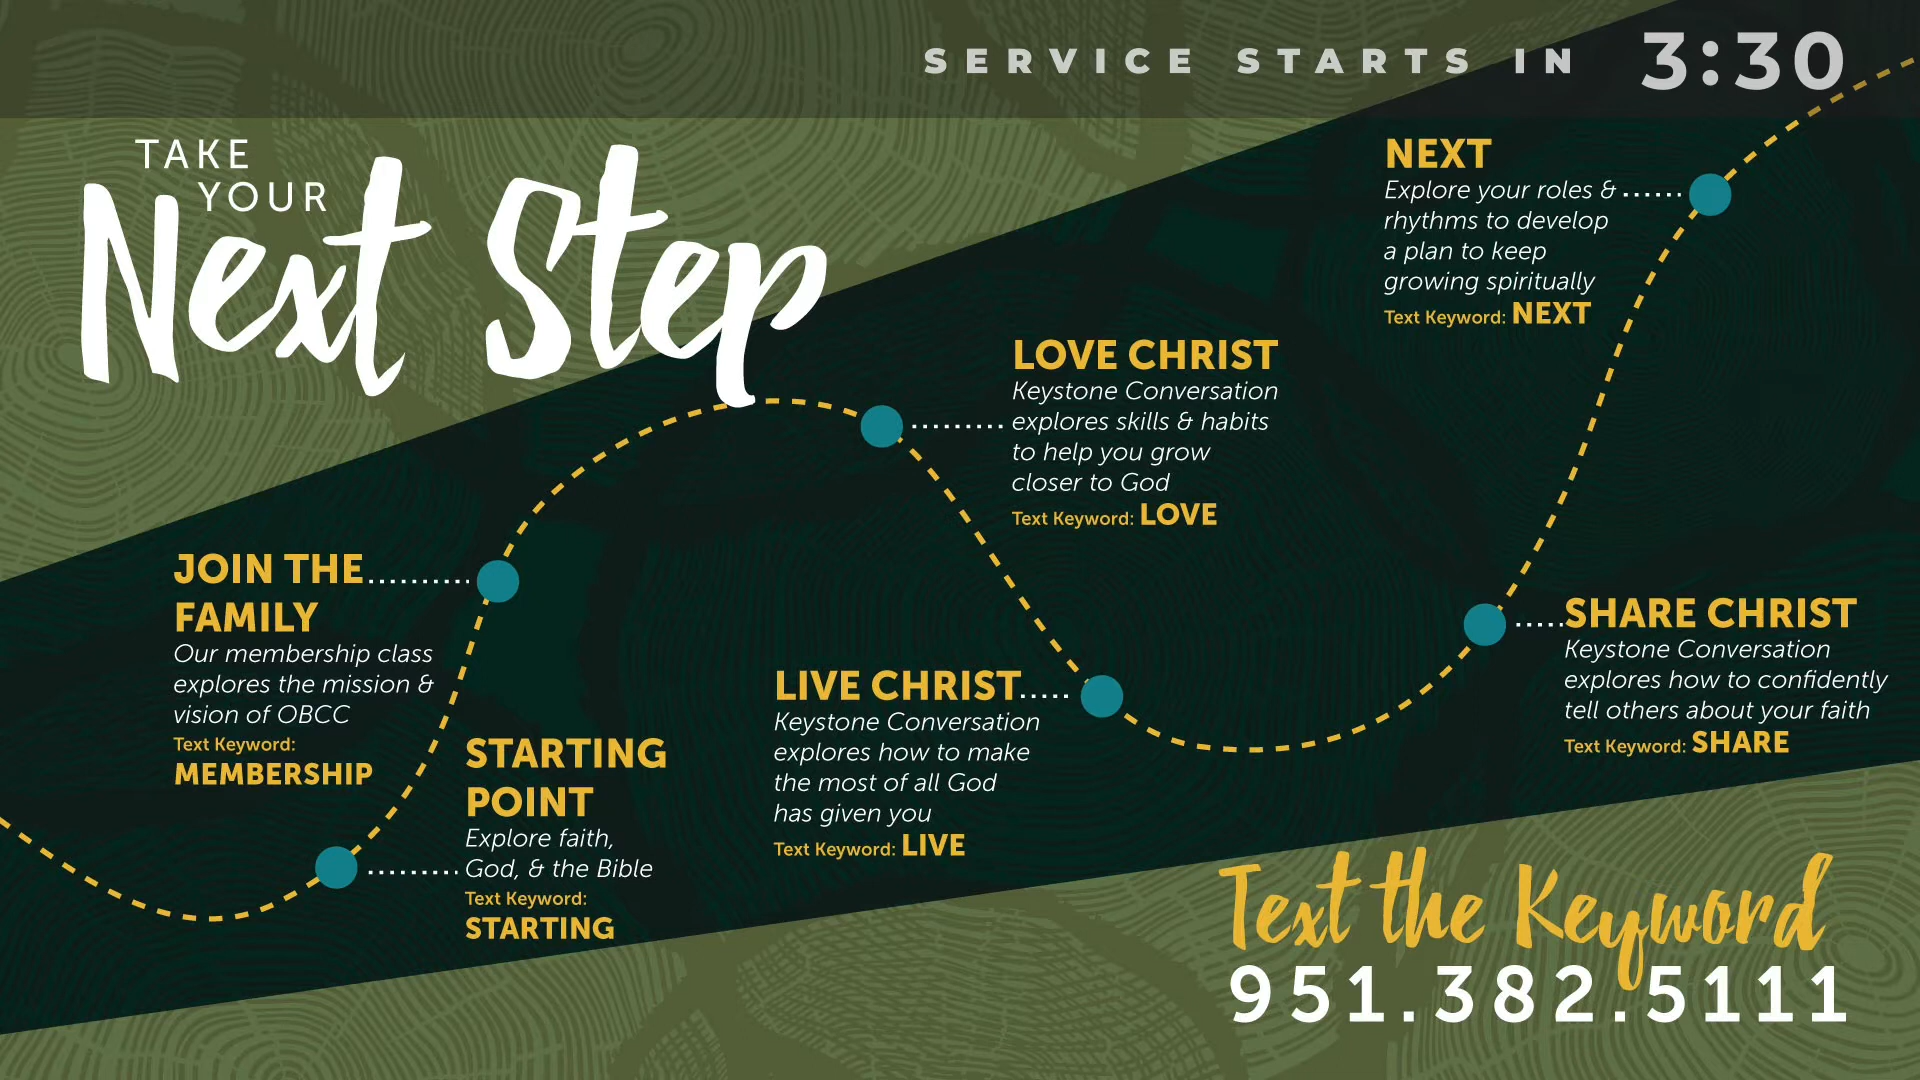 SERVICE STARTS IN 3:30
TAKE
YOUR
Next Step
NEXT
Explore your roles &
rhythms to develop
a plan to keep
growing spiritually
Text Keyword: NEXT
LOVE CHRIST
Keystone Conversation
explores skills & habits
to help you grow
closer to God
Text Keyword: LOVE
JOIN THE
FAMILY
Our membership class
explores the mission &
vision of OBCC
Text Keyword:
MEMBERSHIP
STARTING
POINT
Explore faith,
God, & the Bible
Text Keyword:
STARTING
LIVE CHRIST
Keystone Conversation
explores how to make
the most of all God
has given you
Text Keyword: LIVE
SHARE CHRIST
Keystone Conversation
explores how to confidently
tell others about your faith
Text Keyword: SHARE
Text the Keyword
951.382.5111